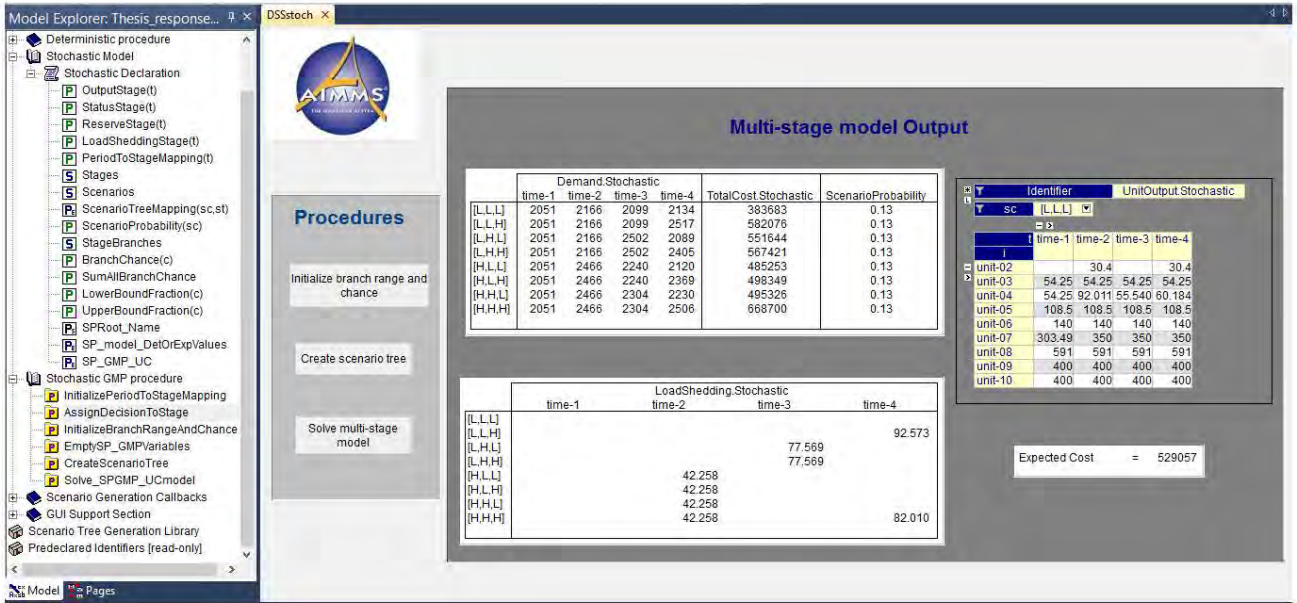 Model Explorer: Thesis_response...
DSSstoch
Deterministic procedure
Stochastic Model
Stochastic Declaration
P OutputStage(t)
P StatusStage(t)
P ReserveStage(t)
P LoadSheddingStage(t)
P PeriodToStageMapping(t)
S Stages
S Scenarios
ScenarioTreeMapping(sc,st)
P ScenarioProbability(sc)
S StageBranches
P BranchChance(c)
P SumAllBranchChance
P LowerBoundFraction(c)
P UpperBoundFraction(c)
SPRoot_Name
SP_model_DetOrExpValues
SP_GMP_UC
Stochastic GMP procedure
P InitializePeriodToStageMapping
P AssignDecisionToStage
P InitializeBranchRangeAndChance
P EmptySP_GMPVariables
P CreateScenarioTree
P Solve_SPGMP_UCmodel
Scenario Generation Callbacks
GUI Support Section
Scenario Tree Generation Library
Predeclared Identifiers [read-only]
Model Pages
AIMMS
Procedures
Initialize branch range and
chance
Create scenario tree
Solve multi-stage
model
Multi-stage model Output
Demand.Stochastic
time-1 time-2 time-3 time-4 TotalCost.Stochastic ScenarioProbability
[L,L,L] 2051 2166 2099 2134 383683 0.13
[L,L,H] 2051 2166 2099 2517 582076 0.13
[L,H,L] 2051 2166 2502 2089 551644 0.13
[L,H,H] 2051 2166 2502 2405 567421 0.13
[H,L,L] 2051 2466 2240 2120 485253 0.13
[H,L,H] 2051 2466 2240 2369 498349 0.13
[H,H,L] 2051 2466 2304 2230 495326 0.13
[H,H,H] 2051 2466 2304 2506 668700 0.13
LoadShedding.Stochastic
time-1 time-2 time-3 time-4
[L,L,L]
[L,L,H] 92.573
[L,H,L] 77.569
[L,H,H] 77.569
[H,L,L] 42.258
[H,L,H] 42.258
[H,H,L] 42.258
[H,H,H] 42.258 82.010
Identifier UnitOutput.Stochastic
sc [L,L,L]
t time-1 time-2 time-3 time-4
i
unit-02 30.4 30.4
unit-03 54.25 54.25 54.25 54.25
unit-04 54.25 92.011 55.540 60.184
unit-05 108.5 108.5 108.5 108.5
unit-06 140 140 140 140
unit-07 303.49 350 350 350
unit-08 591 591 591 591
unit-09 400 400 400 400
unit-10 400 400 400 400
Expected Cost = 529057